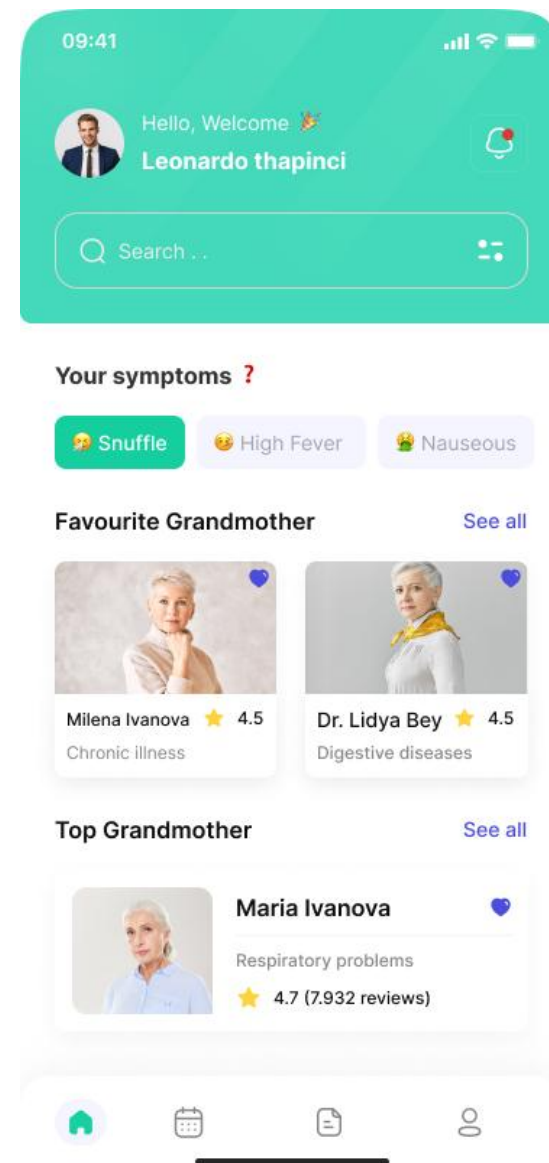 09:41
Hello, Welcome 🎉
Leonardo thapinci
Search . .
Your symptoms ❓
🤧 Snuffle
🤒 High Fever
🤮 Nauseous
Favourite Grandmother
See all
Milena Ivanova ⭐ 4.5
Chronic illness
Dr. Lidya Bey ⭐ 4.5
Digestive diseases
Top Grandmother
See all
Maria Ivanova
Respiratory problems
⭐ 4.7 (7.932 reviews)